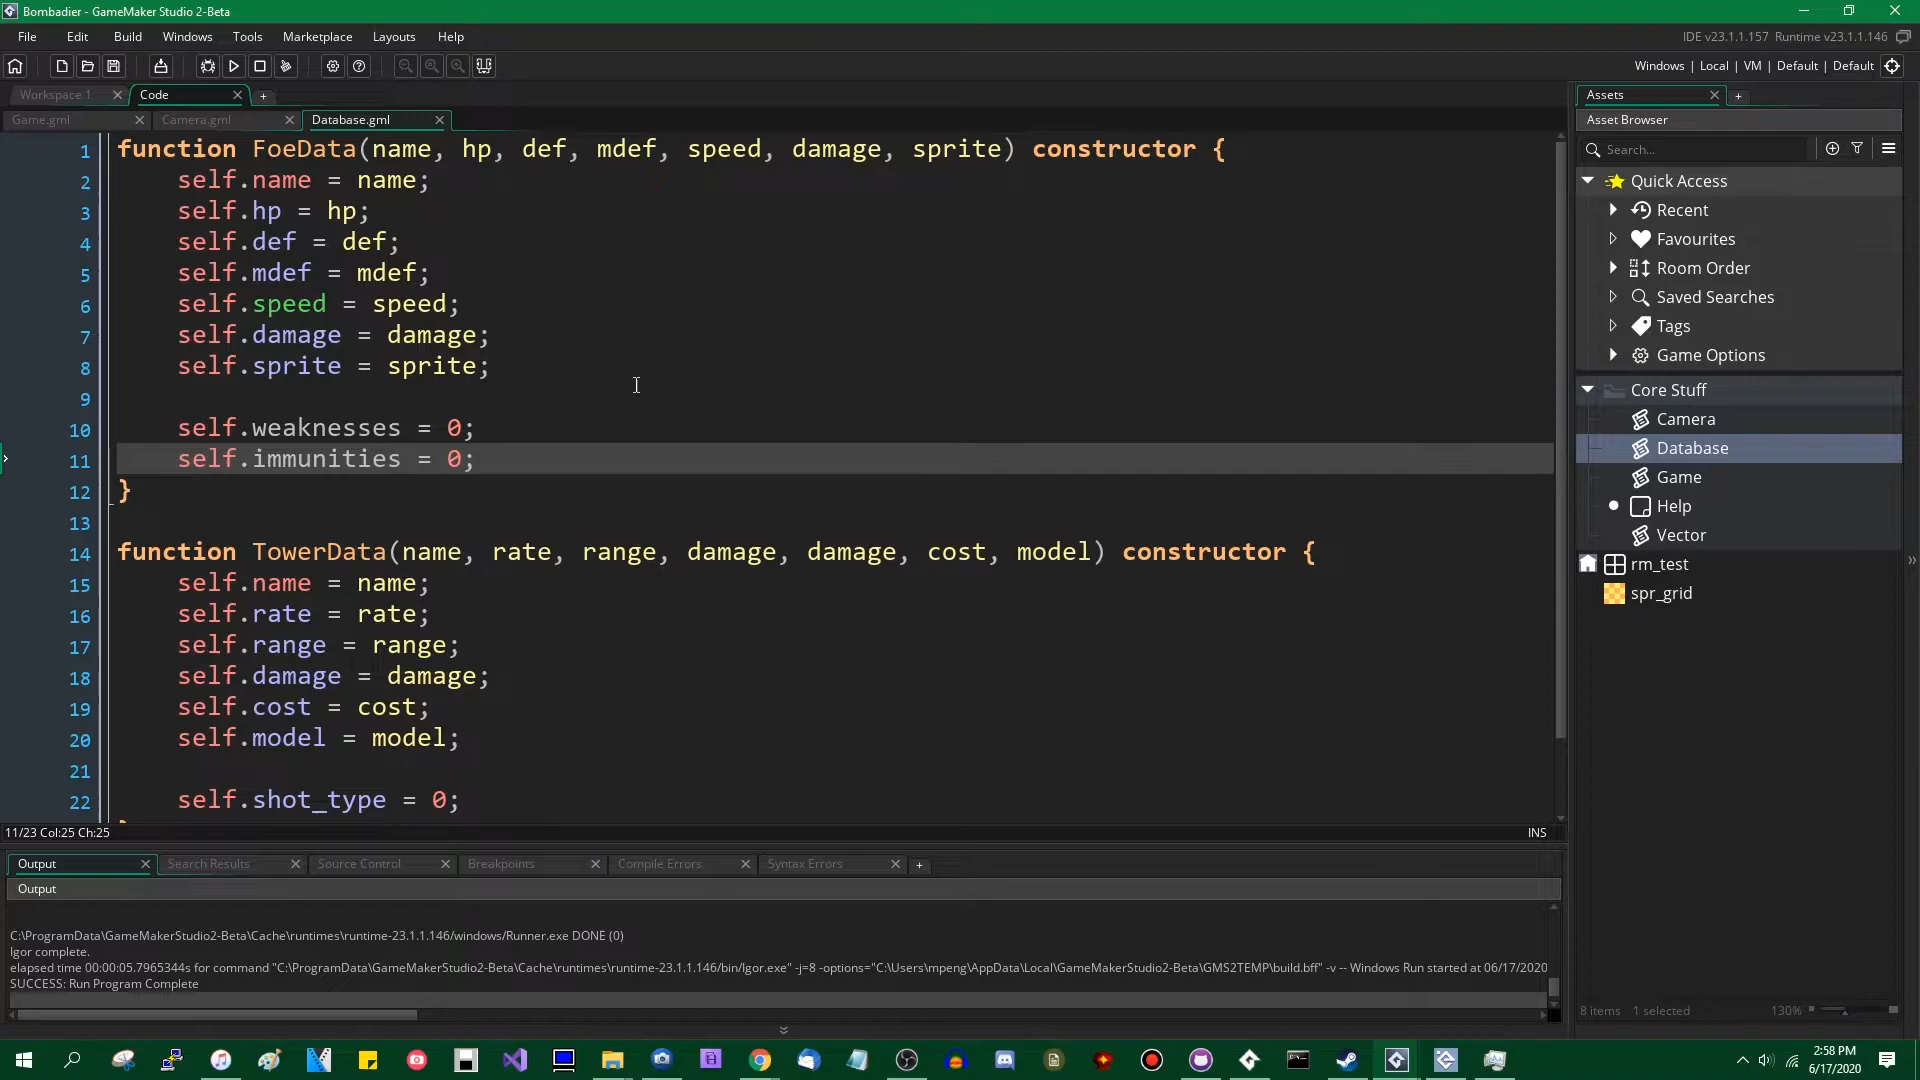 Bombadier - GameMaker Studio 2-Beta
File Edit Build Windows Tools Marketplace Layouts Help
IDE v23.1.1.157 Runtime v23.1.1.146
Windows | Local | VM | Default | Default
Workspace 1
Code
Game.gml
Camera.gml
Database.gml
1 function FoeData(name, hp, def, mdef, speed, damage, sprite) constructor {
2 self.name = name;
3 self.hp = hp;
4 self.def = def;
5 self.mdef = mdef;
6 self.speed = speed;
7 self.damage = damage;
8 self.sprite = sprite;
9
10 self.weaknesses = 0;
11 self.immunities = 0;
12 }
13
14 function TowerData(name, rate, range, damage, damage, cost, model) constructor {
15 self.name = name;
16 self.rate = rate;
17 self.range = range;
18 self.damage = damage;
19 self.cost = cost;
20 self.model = model;
21
22 self.shot_type = 0;
11/23 Col:25 Ch:25
INS
Output
Search Results
Source Control
Breakpoints
Compile Errors
Syntax Errors
Output
C:\ProgramData\GameMakerStudio2-Beta\Cache\runtimes\runtime-23.1.1.146/windows/Runner.exe DONE (0)
Igor complete.
elapsed time 00:00:05.7965344s for command "C:\ProgramData\GameMakerStudio2-Beta\Cache\runtimes\runtime-23.1.1.146/bin/Igor.exe" -j=8 -options="C:\Users\mpeng\AppData\Local\GameMakerStudio2-Beta\GMS2TEMP\build.bff" -v -- Windows Run started at 06/17/2020
SUCCESS: Run Program Complete
Assets
Asset Browser
Search...
Quick Access
Recent
Favourites
Room Order
Saved Searches
Tags
Game Options
Core Stuff
Camera
Database
Game
Help
Vector
rm_test
spr_grid
8 items 1 selected
130%
2:58 PM
6/17/2020